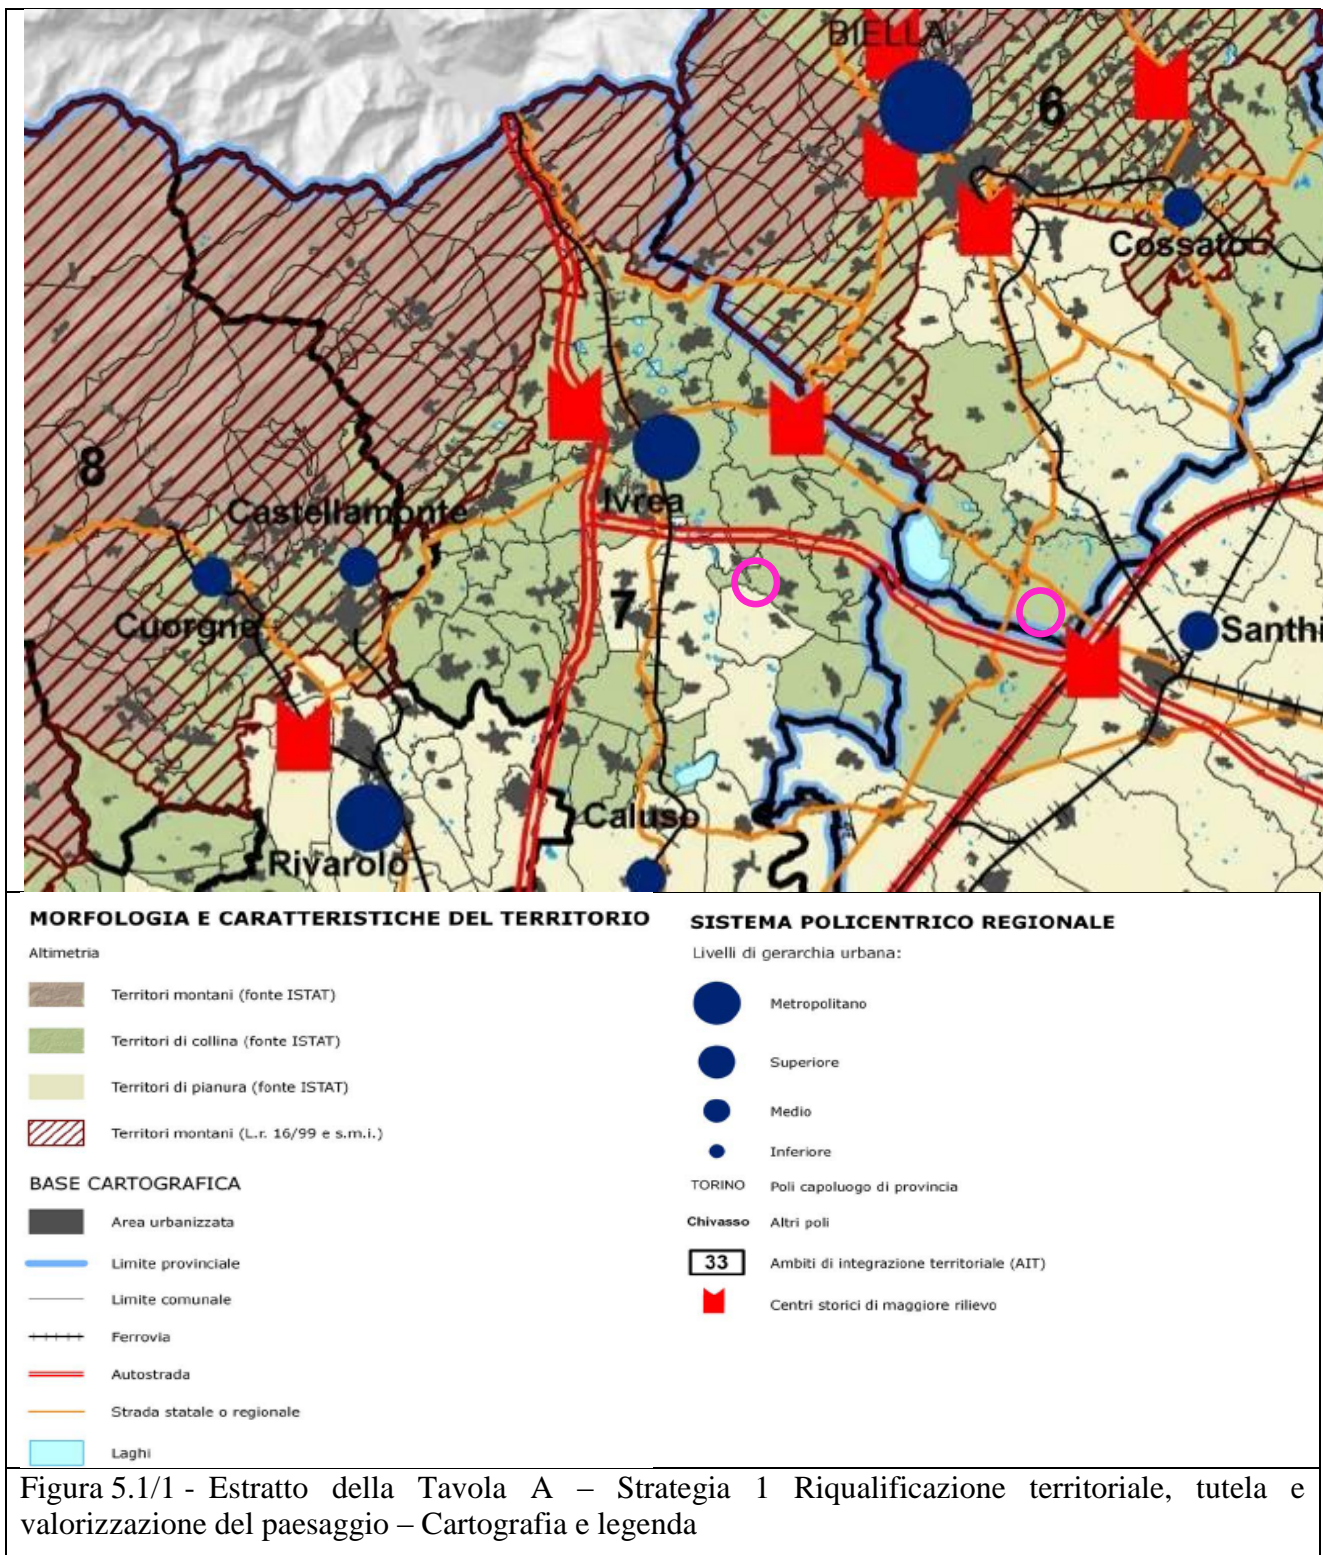 BIELLA
6
Cossato
8
Castellamonte
Ivrea
7
Cuorgnè
Santhi
Caluso
Rivarolo
MORFOLOGIA E CARATTERISTICHE DEL TERRITORIO
Altimetria
Territori montani (fonte ISTAT)
Territori di collina (fonte ISTAT)
Territori di pianura (fonte ISTAT)
Territori montani (L.r. 16/99 e s.m.i.)
BASE CARTOGRAFICA
Area urbanizzata
Limite provinciale
Limite comunale
Ferrovia
Autostrada
Strada statale o regionale
Laghi
SISTEMA POLICENTRICO REGIONALE
Livelli di gerarchia urbana:
Metropolitano
Superiore
Medio
Inferiore
TORINO Poli capoluogo di provincia
Chivasso Altri poli
33 Ambiti di integrazione territoriale (AIT)
Centri storici di maggiore rilievo
Figura 5.1/1 - Estratto della Tavola A – Strategia 1 Riqualificazione territoriale, tutela e
valorizzazione del paesaggio – Cartografia e legenda